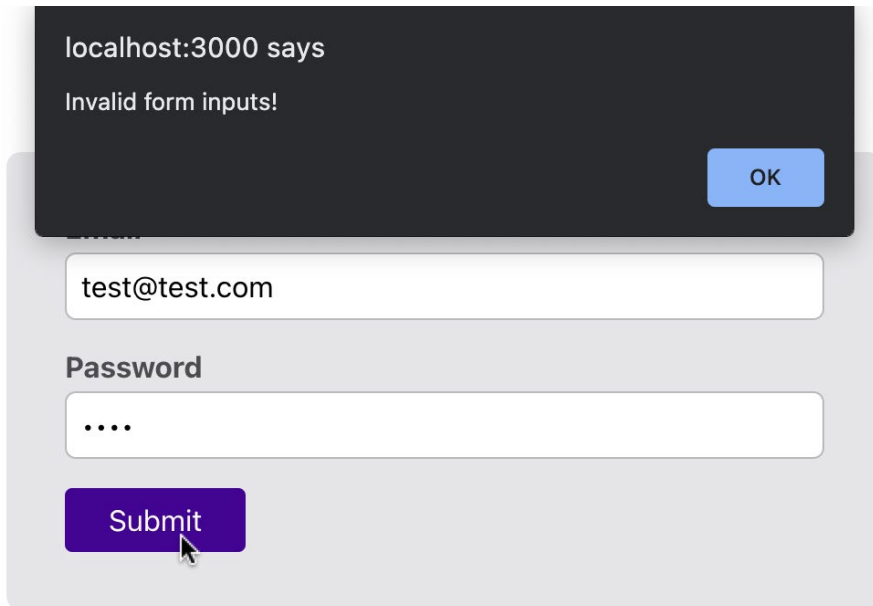 localhost:3000 says
Invalid form inputs!
OK
test@test.com
Password
••••
Submit